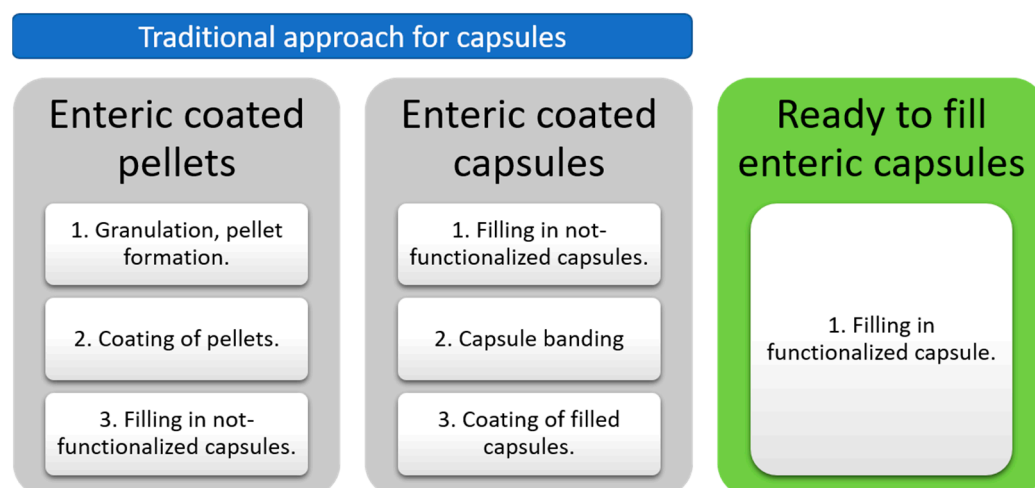 Traditional approach for capsules
Enteric coated
pellets
1. Granulation, pellet
formation.
2. Coating of pellets.
3. Filling in not-
functionalized capsules.
Enteric coated
capsules
1. Filling in not-
functionalized capsules.
2. Capsule banding
3. Coating of filled
capsules.
Ready to fill
enteric capsules
1. Filling in
functionalized capsule.